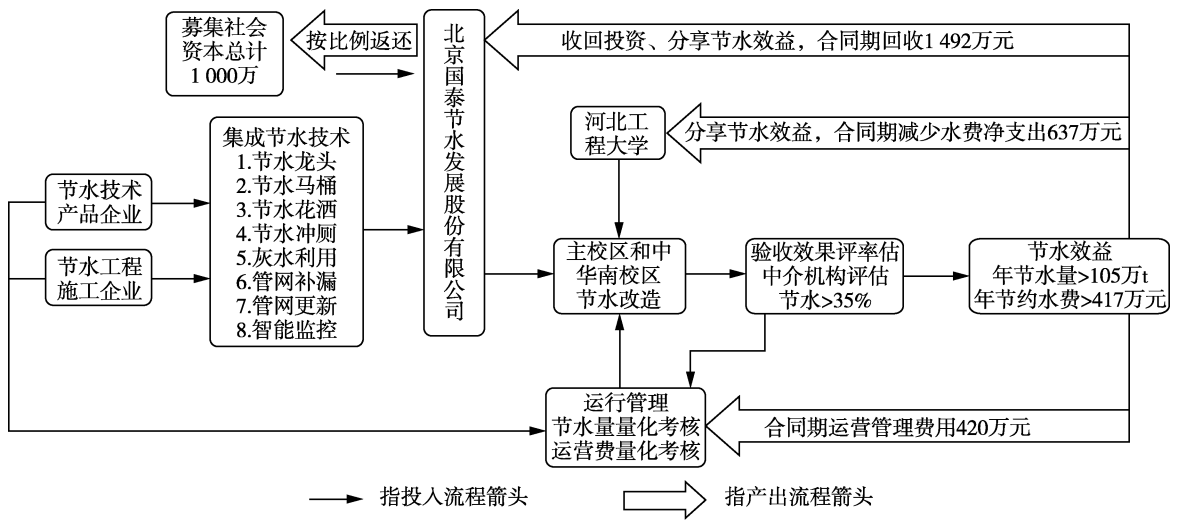 募集社会
资本总计
1 000万
按比例返还
北京国泰节水发展股份有限公司
收回投资、分享节水效益，合同期回收1 492万元
河北工
程大学
分享节水效益，合同期减少水费净支出637万元
集成节水技术
1.节水龙头
2.节水马桶
3.节水花洒
4.节水冲厕
5.灰水利用
6.管网补漏
7.管网更新
8.智能监控
节水技术
产品企业
节水工程
施工企业
主校区和中
华南校区
节水改造
验收效果评率估
中介机构评估
节水>35%
节水效益
年节水量>105万t
年节约水费>417万元
运行管理
节水量量化考核
运营费量化考核
合同期运营管理费用420万元
指投入流程箭头
指产出流程箭头